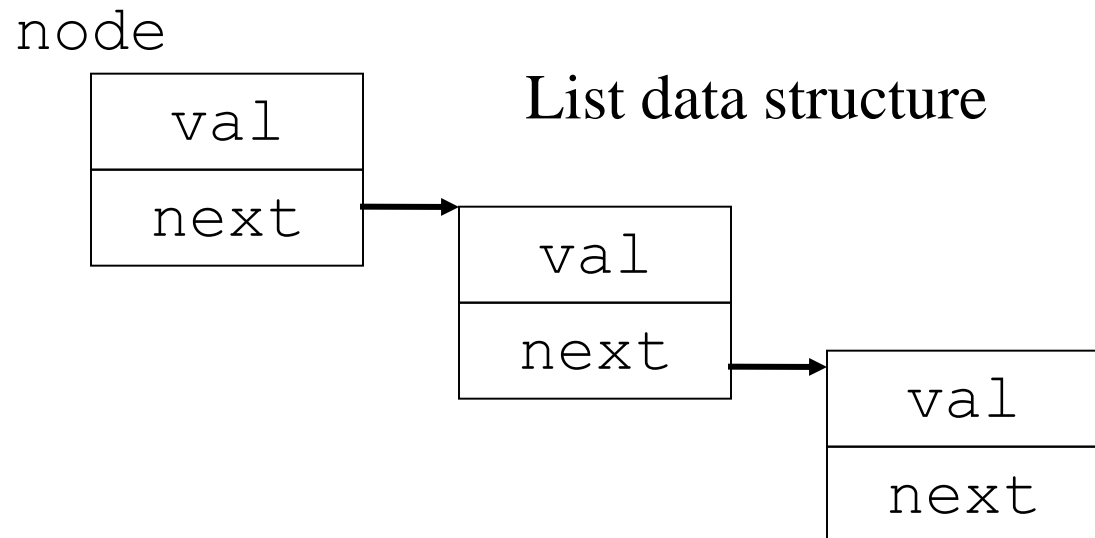 node
List data structure
val
next
val
next
val
next